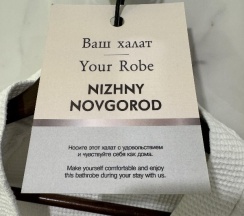 Ваш халат
Your Robe
NIZHNY
NOVGOROD
Носите этот халат с удовольствием
и чувствуйте себя как дома.
Make yourself comfortable and enjoy
this bathrobe during your stay with us.